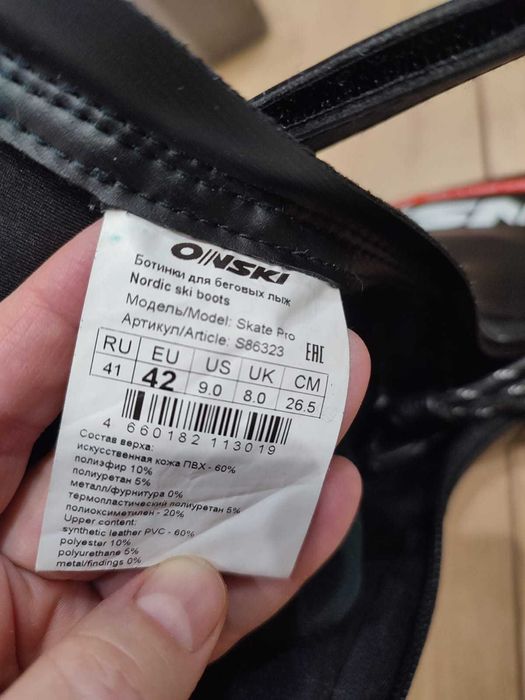 ONSKI
Ботинки для беговых лыж
Nordic ski boots
Модель/Model: Skate Pro
Артикул/Article: S86323
EAC
RU EU US UK CM
41 42 9.0 8.0 26.5
4 660182 113019
Состав верха:
искусственная кожа ПВХ - 60%
полиэфир 10%
полиуретан 5%
металл/фурнитура 0%
термопластический полиуретан 5%
полиоксиметилен - 20%
Upper content:
synthetic leather PVC - 60%
polyester 10%
polyurethane 5%
metal/findings 0%